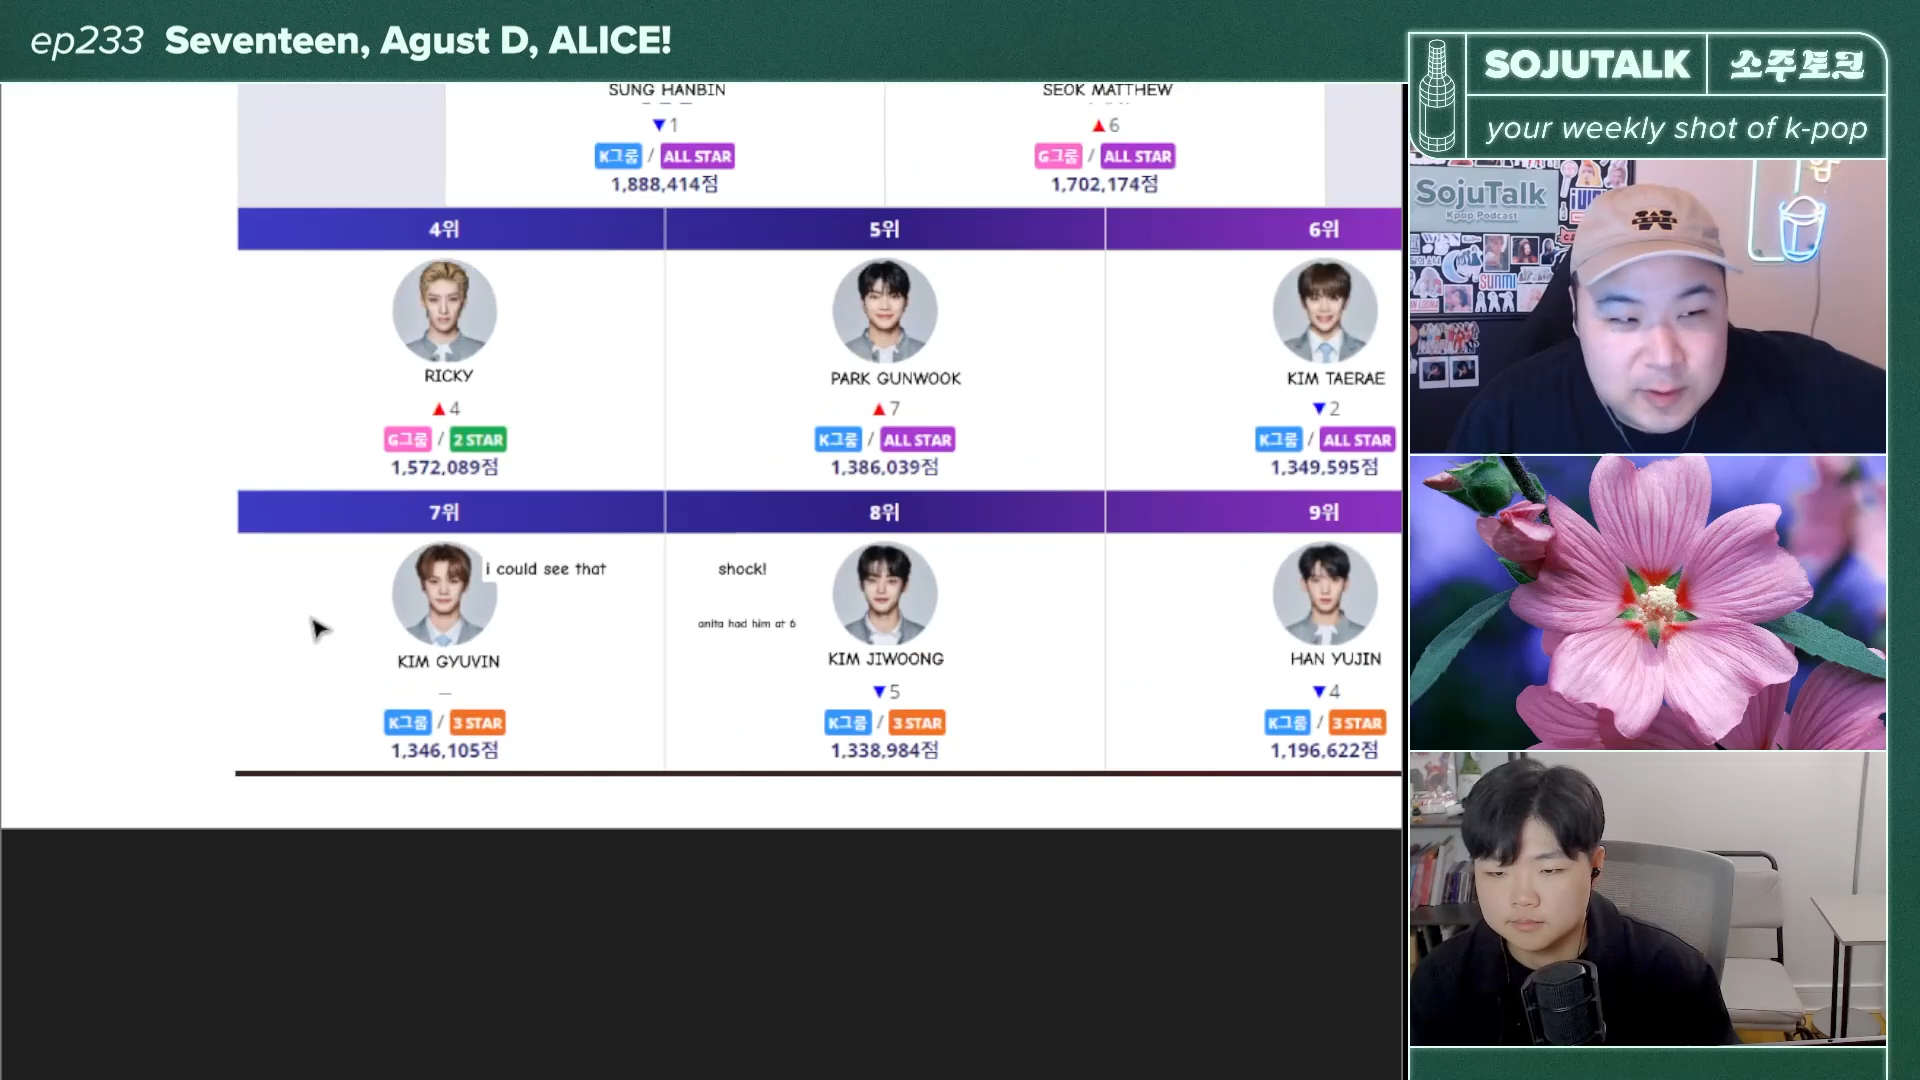 ep233 Seventeen, Agust D, ALICE!
SOJUTALK
소주토크
your weekly shot of k-pop
SUNG HANBIN
SEOK MATTHEW
▼1
▲6
K그룹 / ALL STAR
G그룹 / ALL STAR
1,888,414점
1,702,174점
4위
5위
6위
RICKY
PARK GUNWOOK
KIM TAERAE
▲4
▲7
▼2
G그룹 / 2 STAR
K그룹 / ALL STAR
K그룹 / ALL STAR
1,572,089점
1,386,039점
1,349,595점
7위
8위
9위
i could see that
shock!
anita had him at 6
KIM GYUVIN
KIM JIWOONG
HAN YUJIN
–
▼5
▼4
K그룹 / 3 STAR
K그룹 / 3 STAR
K그룹 / 3 STAR
1,346,105점
1,338,984점
1,196,622점
SojuTalk
Kpop Podcast
SUNMI